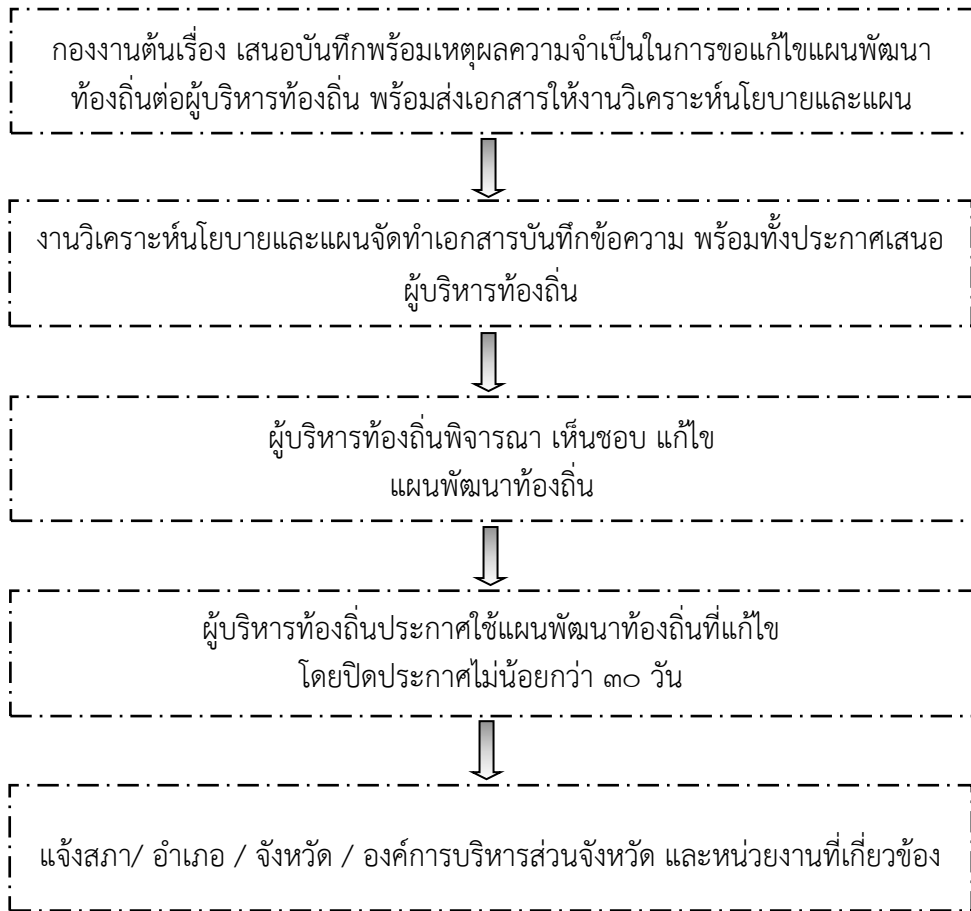 กองงานต้นเรื่อง เสนอบันทึกพร้อมเหตุผลความจำเป็นในการขอแก้ไขแผนพัฒนา
ท้องถิ่นต่อผู้บริหารท้องถิ่น พร้อมส่งเอกสารให้งานวิเคราะห์นโยบายและแผน
งานวิเคราะห์นโยบายและแผนจัดทำเอกสารบันทึกข้อความ พร้อมทั้งประกาศเสนอ
ผู้บริหารท้องถิ่น
ผู้บริหารท้องถิ่นพิจารณา เห็นชอบ แก้ไข
แผนพัฒนาท้องถิ่น
ผู้บริหารท้องถิ่นประกาศใช้แผนพัฒนาท้องถิ่นที่แก้ไข
โดยปิดประกาศไม่น้อยกว่า ๓๐ วัน
แจ้งสภา/ อำเภอ / จังหวัด / องค์การบริหารส่วนจังหวัด และหน่วยงานที่เกี่ยวข้อง